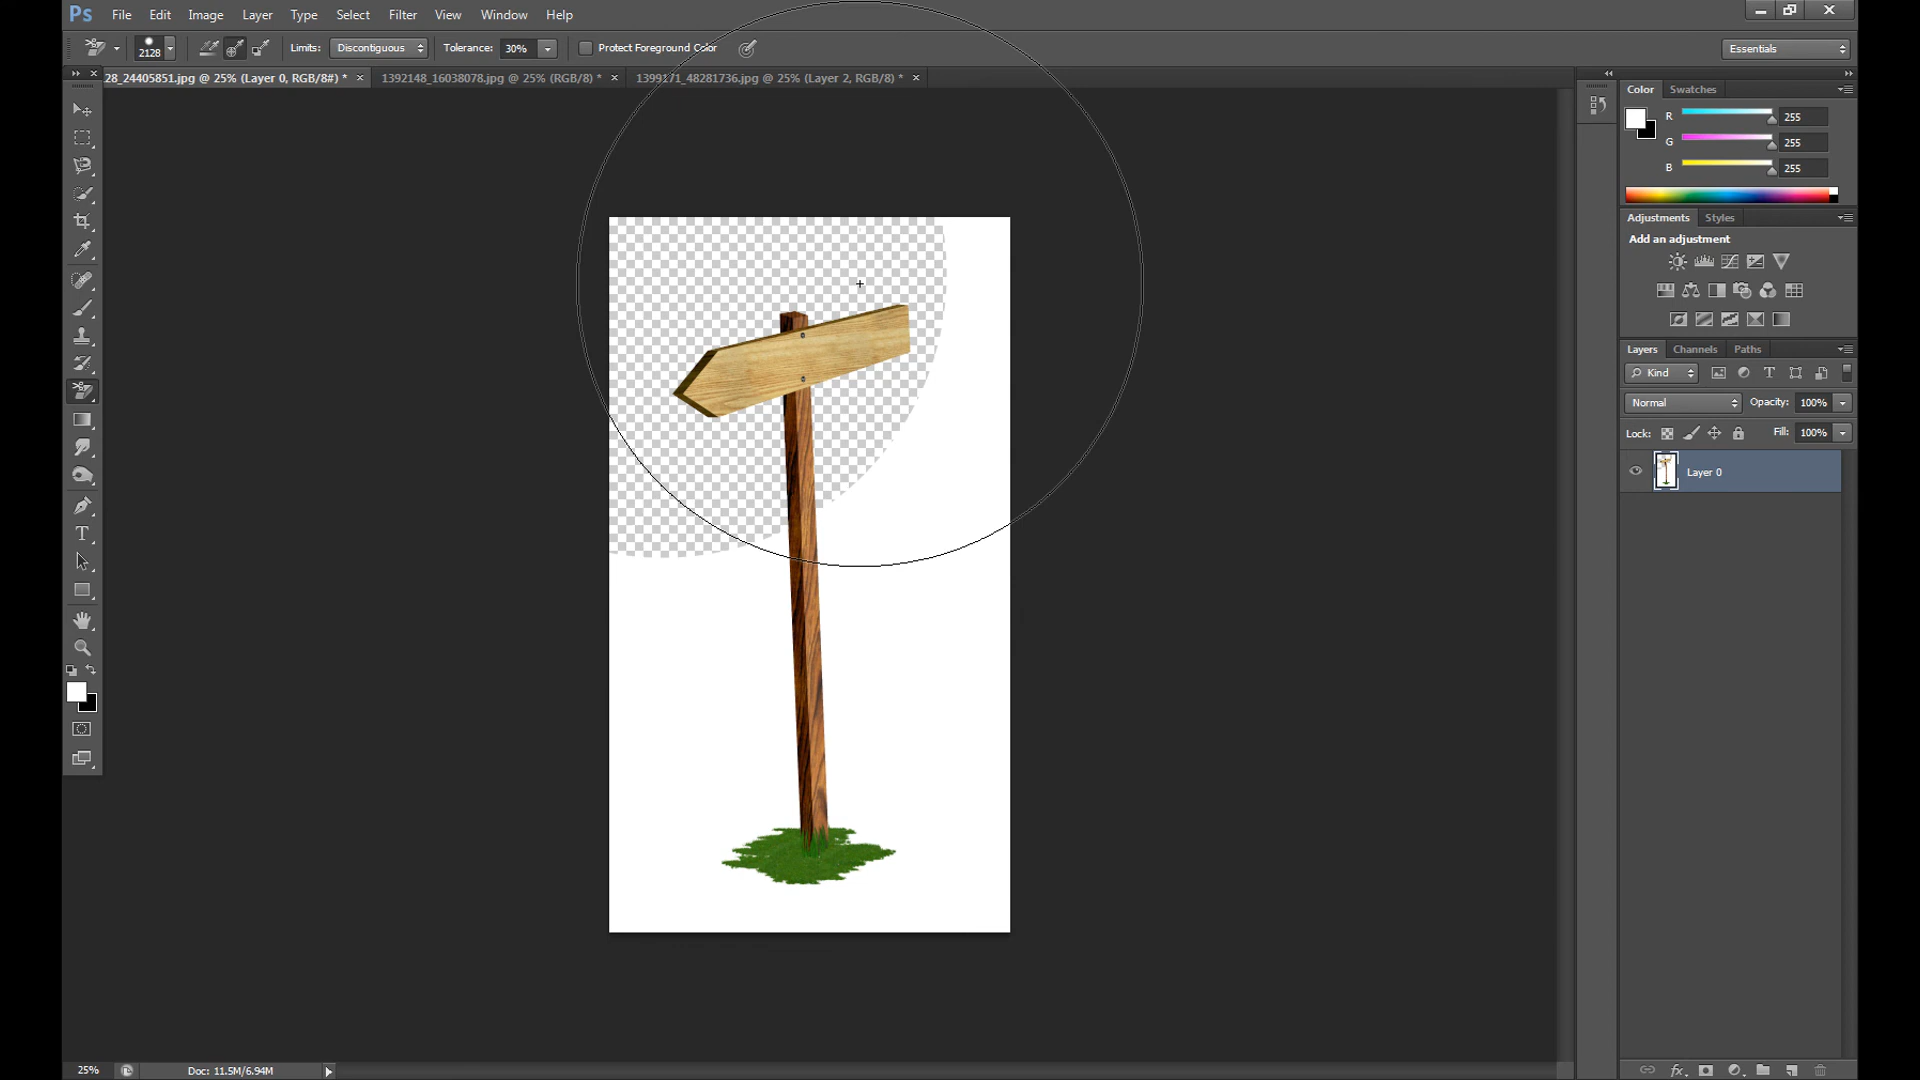 Ps File Edit Image Layer Type Select Filter View Window Help
2128 Limits: Discontiguous Tolerance: 30% Protect Foreground Color Essentials
28_24405851.jpg @ 25% (Layer 0, RGB/8#) * × 1392148_16038078.jpg @ 25% (RGB/8) * × 1399171_48281736.jpg @ 25% (Layer 2, RGB/8) * ×
Color Swatches
R 255
G 255
B 255
Adjustments Styles
Add an adjustment
Layers Channels Paths
Kind
Normal Opacity: 100%
Lock: Fill: 100%
Layer 0
25% Doc: 11.5M/6.94M